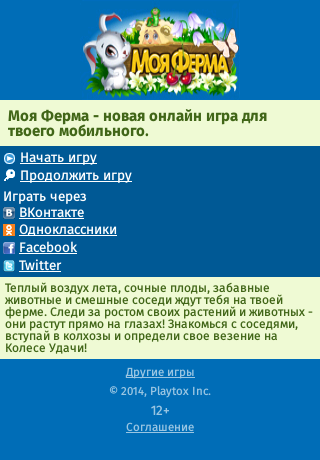 Моя Ферма
Моя Ферма - новая онлайн игра для
твоего мобильного.
Начать игру
Продолжить игру
Играть через
ВКонтакте
Одноклассники
Facebook
Twitter
Теплый воздух лета, сочные плоды, забавные
животные и смешные соседи ждут тебя на твоей
ферме. Следи за ростом своих растений и животных -
они растут прямо на глазах! Знакомься с соседями,
вступай в колхозы и определи свое везение на
Колесе Удачи!
Другие игры
© 2014, Playtox Inc.
12+
Соглашение